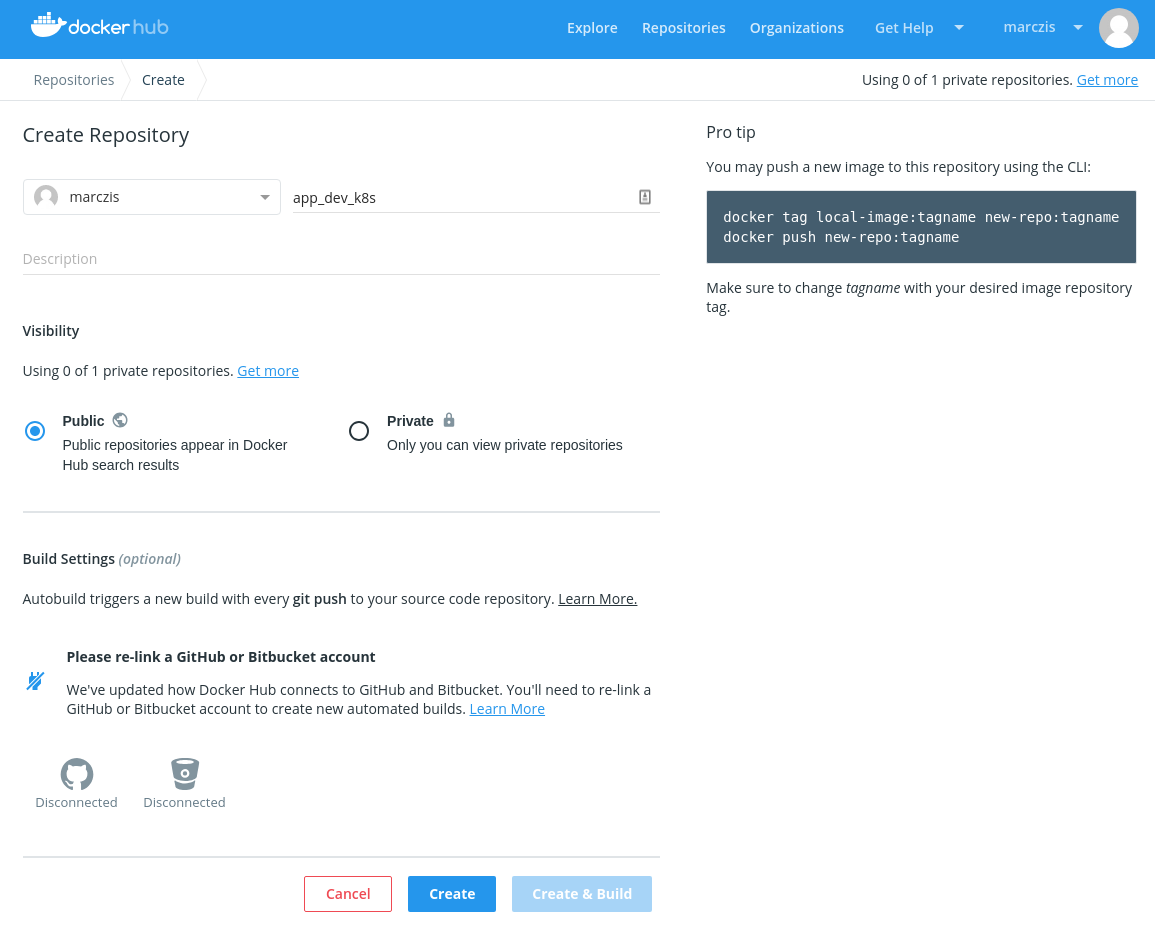 docker hub
Explore Repositories Organizations Get Help marczis
Repositories Create
Using 0 of 1 private repositories. Get more
Create Repository
marczis
app_dev_k8s
Description
Visibility
Using 0 of 1 private repositories. Get more
Public
Public repositories appear in Docker
Hub search results
Private
Only you can view private repositories
Build Settings (optional)
Autobuild triggers a new build with every git push to your source code repository. Learn More.
Please re-link a GitHub or Bitbucket account
We've updated how Docker Hub connects to GitHub and Bitbucket. You'll need to re-link a
GitHub or Bitbucket account to create new automated builds. Learn More
Disconnected Disconnected
Cancel Create Create & Build
Pro tip
You may push a new image to this repository using the CLI:
docker tag local-image:tagname new-repo:tagname
docker push new-repo:tagname
Make sure to change tagname with your desired image repository
tag.